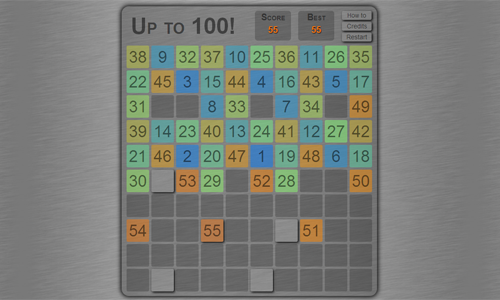 UP TO 100!
SCORE
55
BEST
55
How to
Credits
Restart
38 9 32 37 10 25 36 11 26 35
22 45 3 15 44 4 16 43 5 17
31 8 33 7 34 49
39 14 23 40 13 24 41 12 27 42
21 46 2 20 47 1 19 48 6 18
30 53 29 52 28 50
54 55 51